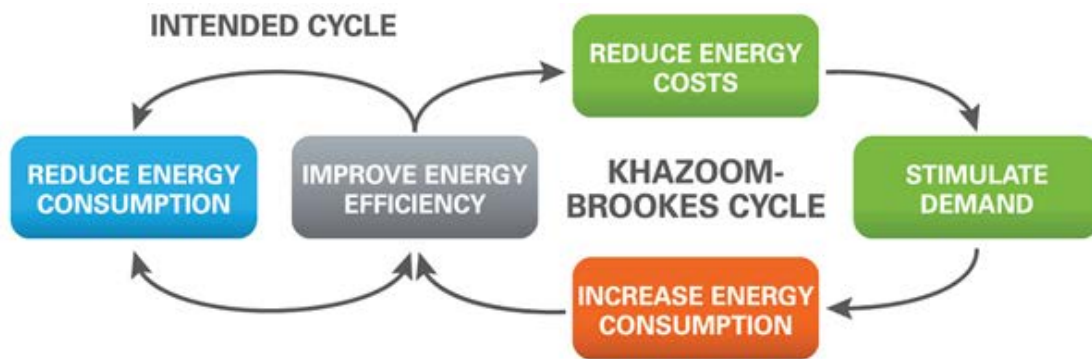 INTENDED CYCLE
REDUCE ENERGY
COSTS
REDUCE ENERGY
CONSUMPTION
IMPROVE ENERGY
EFFICIENCY
KHAZOOM-
BROOKES CYCLE
STIMULATE
DEMAND
INCREASE ENERGY
CONSUMPTION